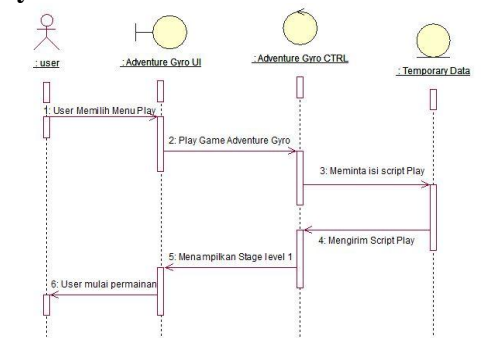 : user
: Adventure Gyro UI
: Adventure Gyro CTRL
: Temporary Data
1: User Memilih Menu Play
2: Play Game Adventure Gyro
3: Meminta isi script Play
4: Mengirim Script Play
5: Menampilkan Stage level 1
6: User mulai permainan